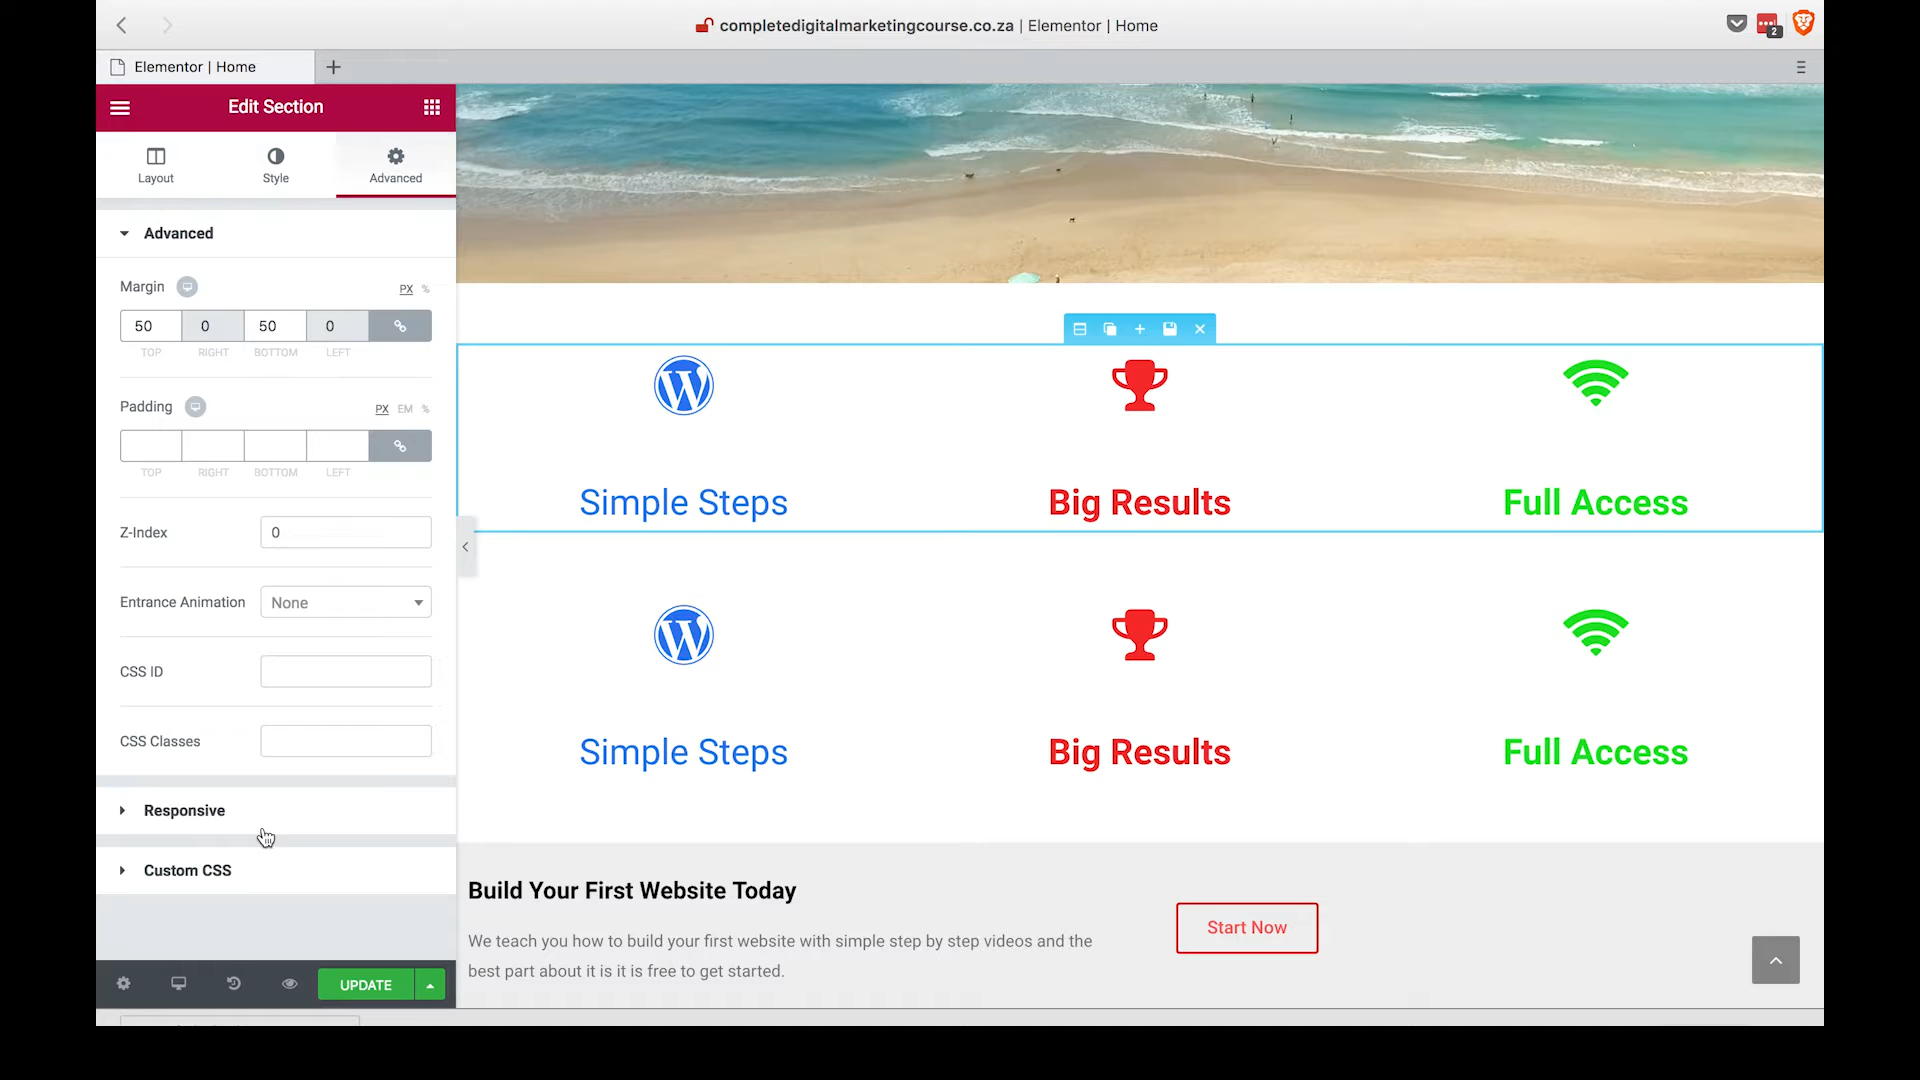 completedigitalmarketingcourse.co.za | Elementor | Home
2
Elementor | Home
Edit Section
Layout
Style
Advanced
Advanced
Margin
PX %
50 0 50 0
TOP RIGHT BOTTOM LEFT
Padding
PX EM %
TOP RIGHT BOTTOM LEFT
Z-Index
0
Entrance Animation
None
CSS ID
CSS Classes
Responsive
Custom CSS
UPDATE
Simple Steps
Big Results
Full Access
Simple Steps
Big Results
Full Access
Build Your First Website Today
We teach you how to build your first website with simple step by step videos and the
best part about it is it is free to get started.
Start Now